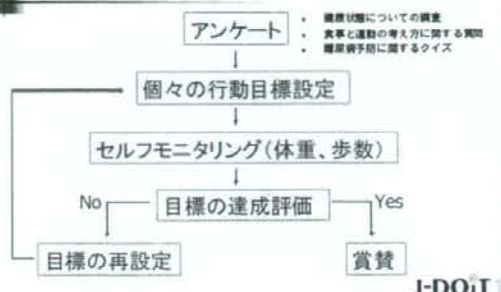 アンケート
・ 健康状態についての調査
・ 食事と運動の考え方に関する質問
・ 糖尿病予防に関するクイズ
個々の行動目標設定
セルフモニタリング(体重、歩数)
No
目標の達成評価
Yes
目標の再設定
賞賛
J-DOiT